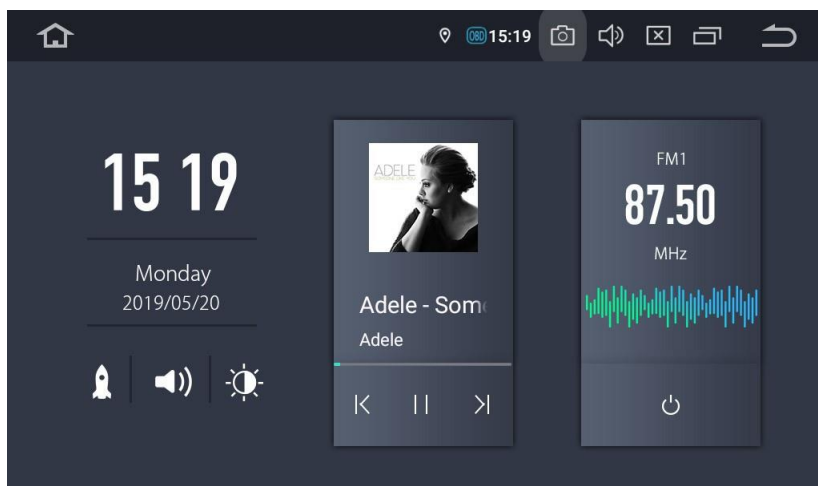 OBD 15:19
15 19
Monday
2019/05/20
ADELE
Adele - Som
Adele
FM1
87.50
MHz